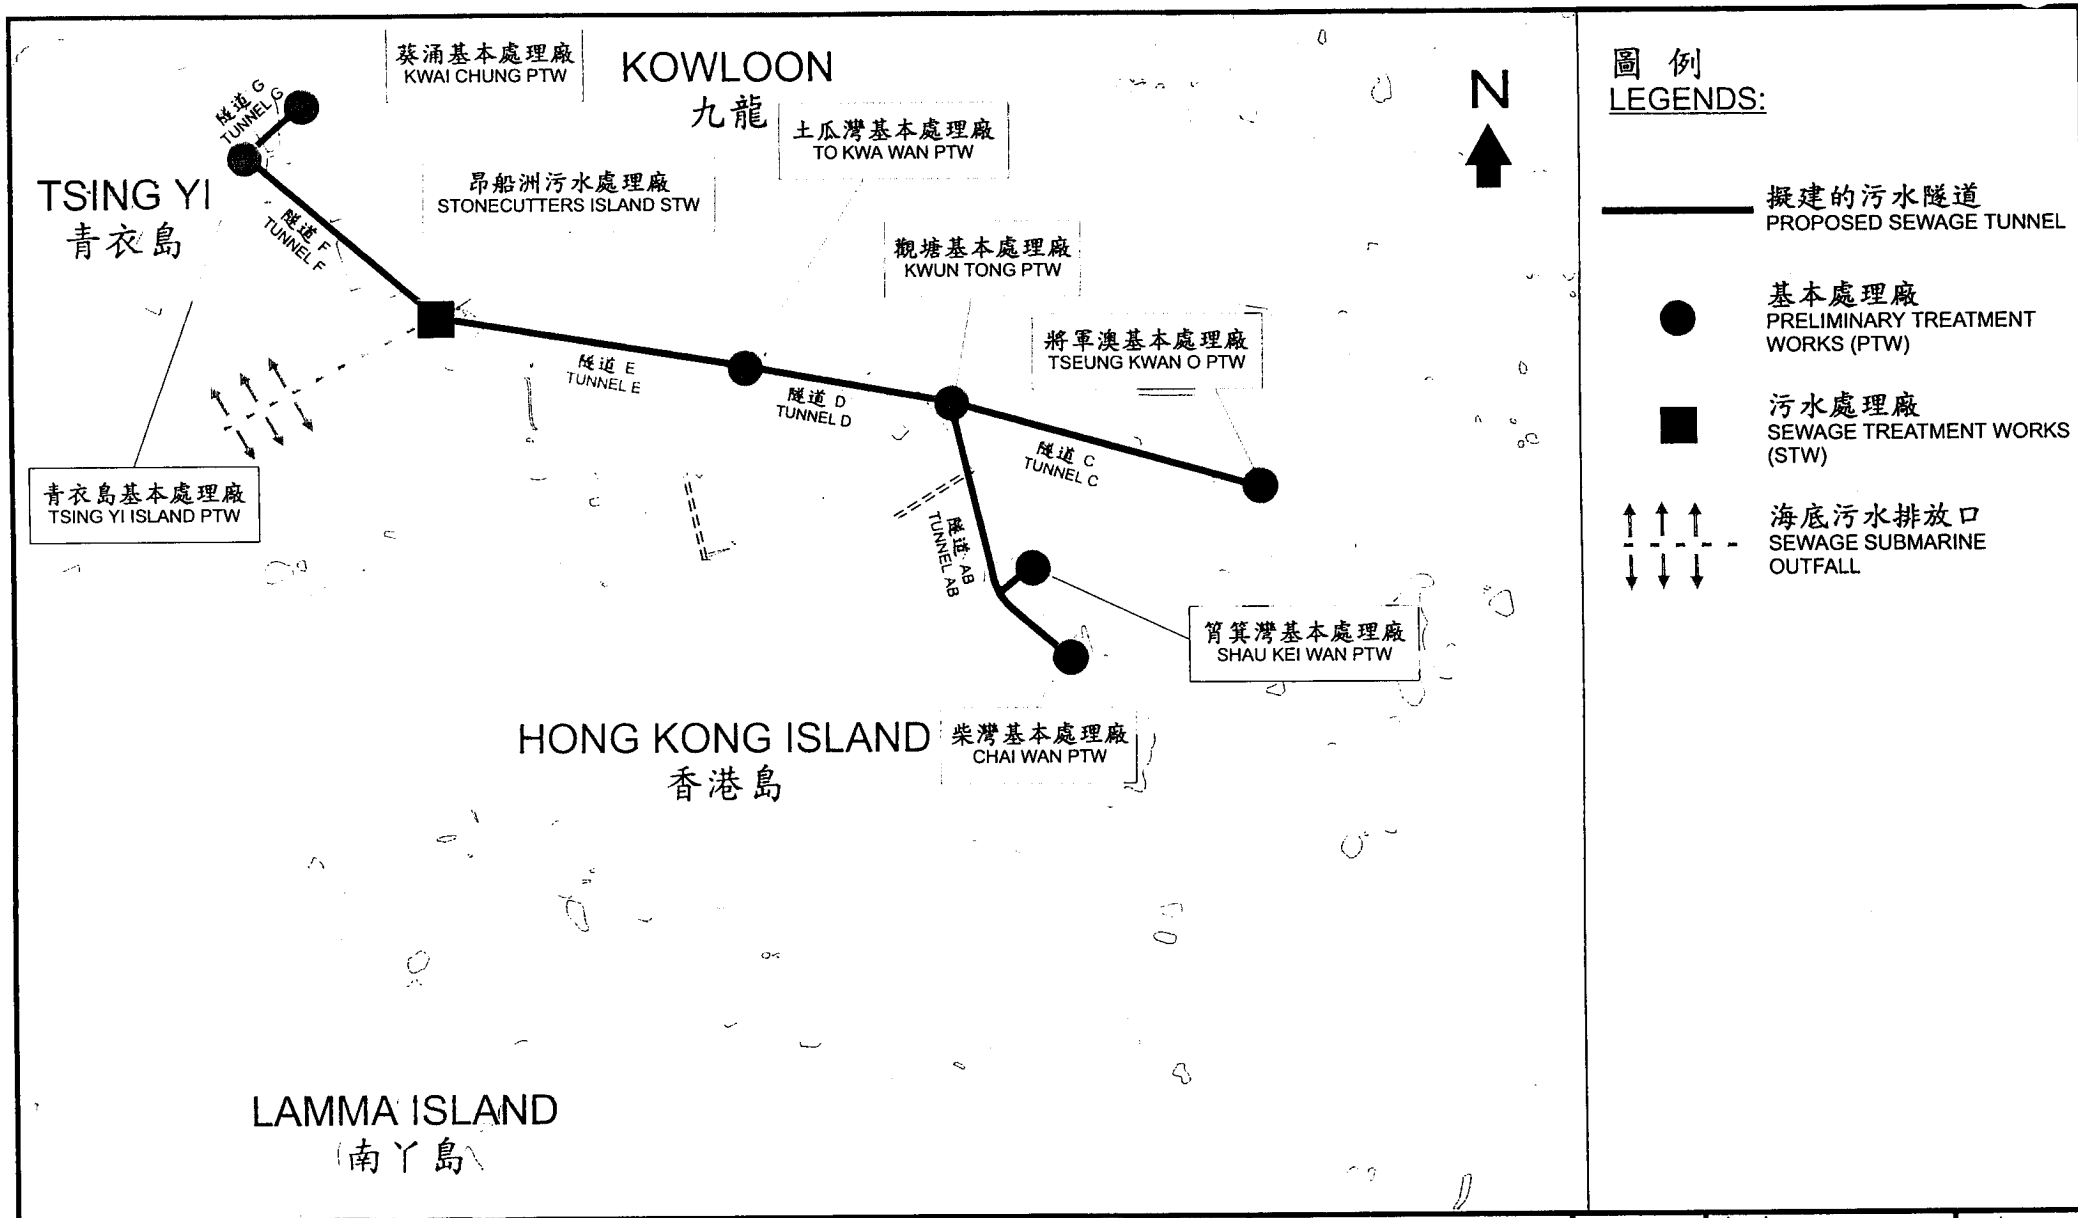 葵涌基本處理廠
KWAI CHUNG PTW
KOWLOON
九龍
土瓜灣基本處理廠
TO KWA WAN PTW
N
隧道 G
TUNNEL G
昂船洲污水處理廠
STONECUTTERS ISLAND STW
TSING YI
青衣島
隧道 F
TUNNEL F
觀塘基本處理廠
KWUN TONG PTW
將軍澳基本處理廠
TSEUNG KWAN O PTW
隧道 E
TUNNEL E
隧道 D
TUNNEL D
隧道 C
TUNNEL C
青衣島基本處理廠
TSING YI ISLAND PTW
隧道 AB
TUNNEL AB
筲箕灣基本處理廠
SHAU KEI WAN PTW
HONG KONG ISLAND
香港島
柴灣基本處理廠
CHAI WAN PTW
LAMMA ISLAND
南丫島
圖例
LEGENDS:
擬建的污水隧道
PROPOSED SEWAGE TUNNEL
基本處理廠
PRELIMINARY TREATMENT
WORKS (PTW)
污水處理廠
SEWAGE TREATMENT WORKS
(STW)
海底污水排放口
SEWAGE SUBMARINE
OUTFALL